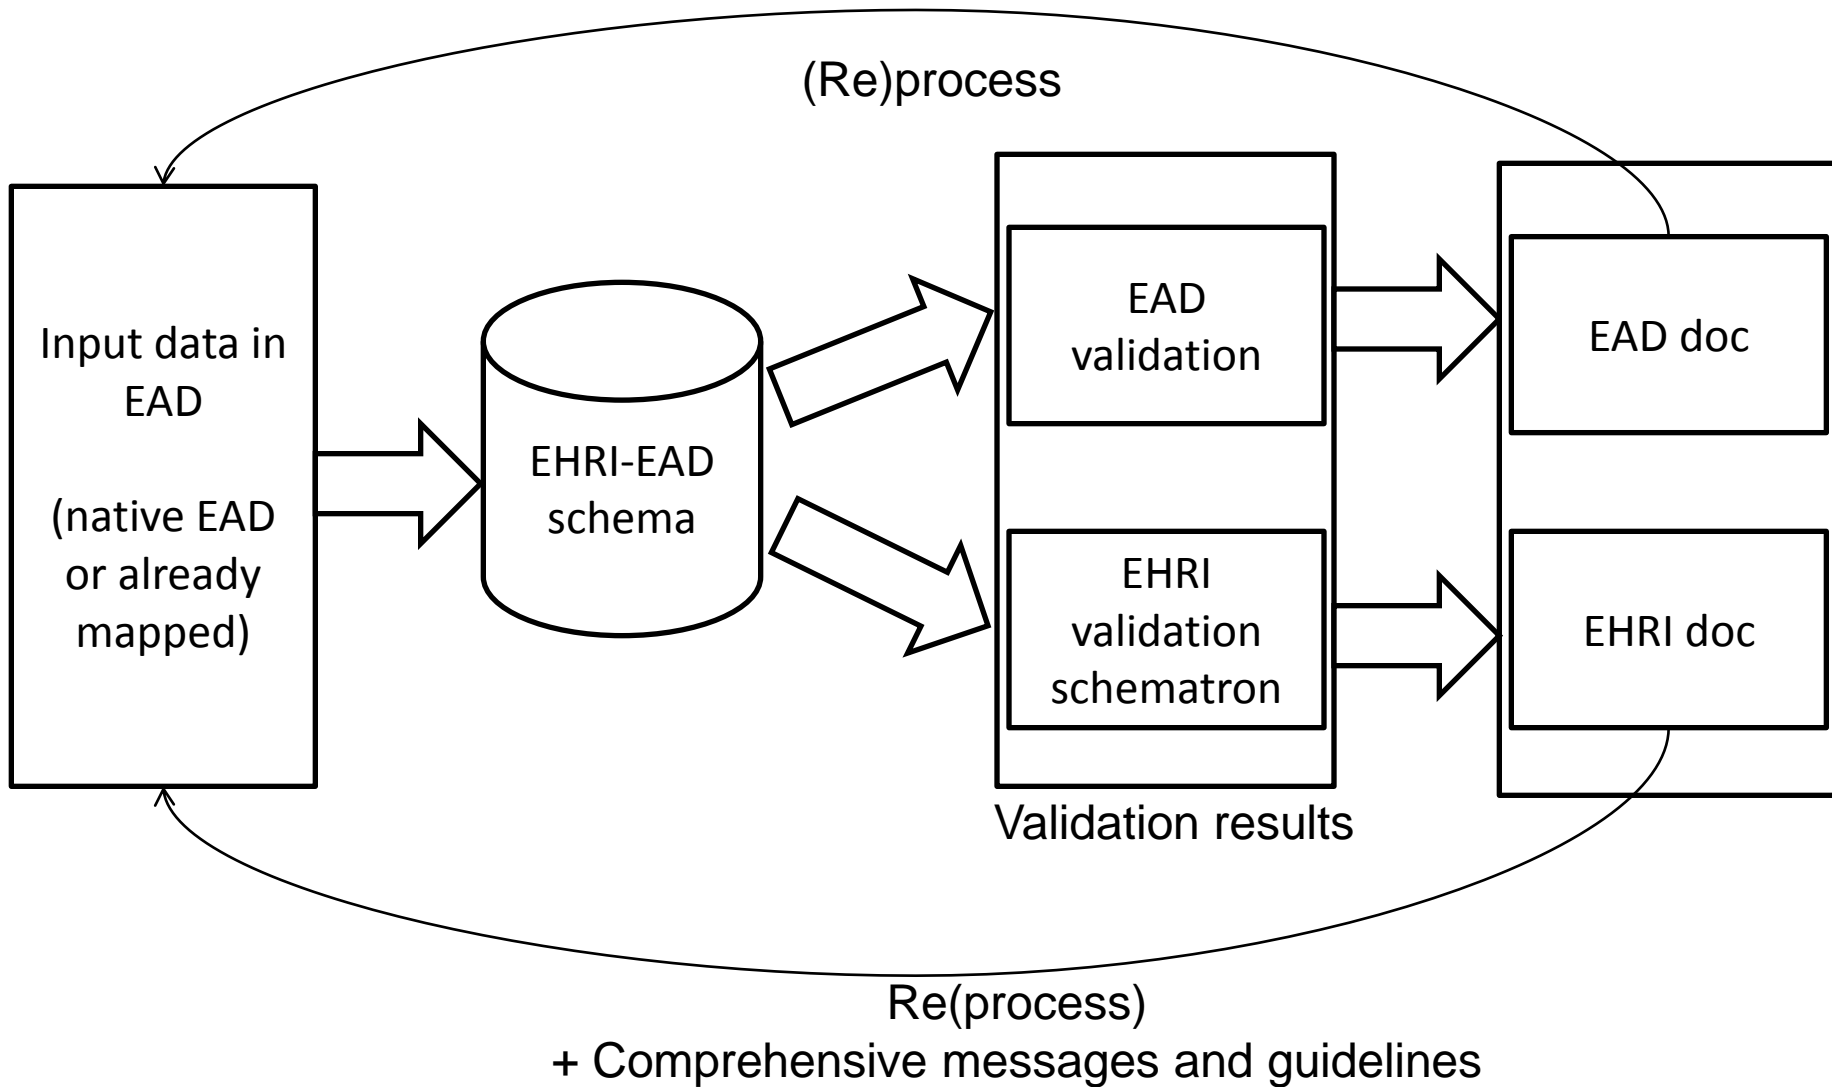 (Re)process
Input data in
EAD
(native EAD
or already
mapped)
EHRI-EAD
schema
EAD
validation
EHRI
validation
schematron
Validation results
EAD doc
EHRI doc
Re(process)
+ Comprehensive messages and guidelines